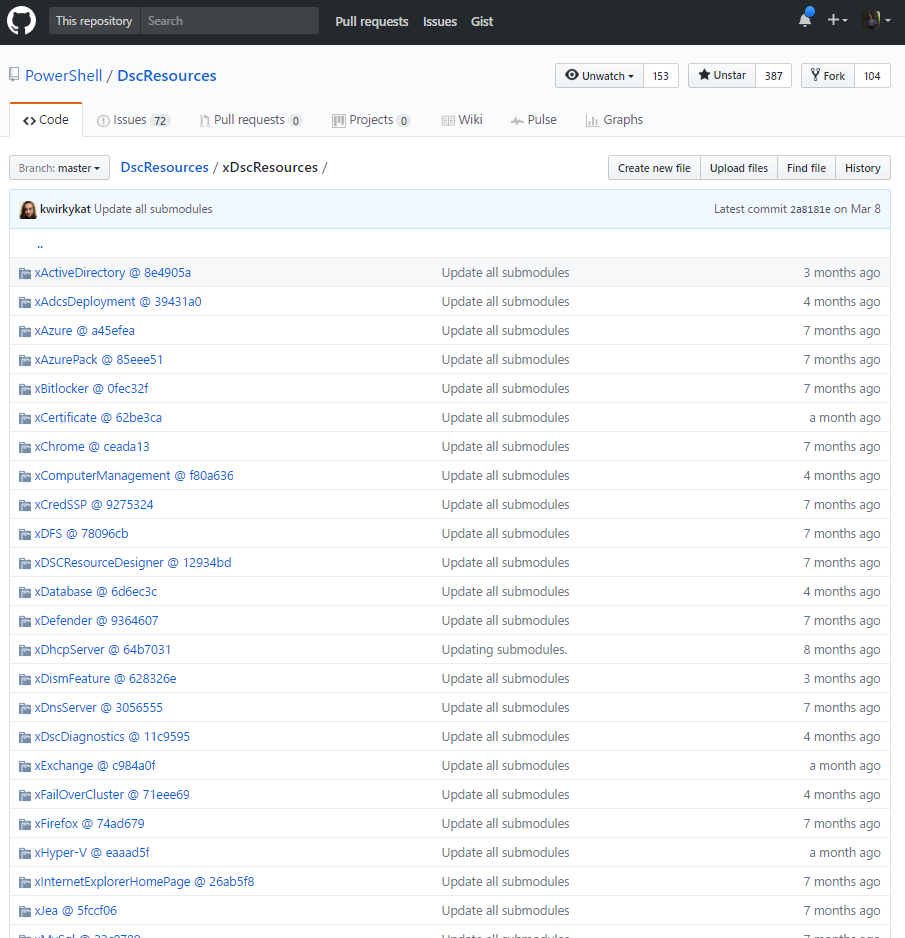 This repository Search Pull requests Issues Gist
PowerShell / DscResources Unwatch 153 Unstar 387 Fork 104
Code Issues 72 Pull requests 0 Projects 0 Wiki Pulse Graphs
Branch: master DscResources / xDscResources / Create new file Upload files Find file History
kwirkykat Update all submodules Latest commit 2a8181e on Mar 8
..
xActiveDirectory @ 8e4905a Update all submodules 3 months ago
xAdcsDeployment @ 39431a0 Update all submodules 4 months ago
xAzure @ a45efea Update all submodules 7 months ago
xAzurePack @ 85eee51 Update all submodules 7 months ago
xBitlocker @ 0fec32f Update all submodules 7 months ago
xCertificate @ 62be3ca Update all submodules a month ago
xChrome @ ceada13 Update all submodules 7 months ago
xComputerManagement @ f80a636 Update all submodules 4 months ago
xCredSSP @ 9275324 Update all submodules 7 months ago
xDFS @ 78096cb Update all submodules 7 months ago
xDSCResourceDesigner @ 12934bd Update all submodules 7 months ago
xDatabase @ 6d6ec3c Update all submodules 4 months ago
xDefender @ 9364607 Update all submodules 7 months ago
xDhcpServer @ 64b7031 Updating submodules. 8 months ago
xDismFeature @ 628326e Update all submodules 3 months ago
xDnsServer @ 3056555 Update all submodules 7 months ago
xDscDiagnostics @ 11c9595 Update all submodules 4 months ago
xExchange @ c984a0f Update all submodules a month ago
xFailOverCluster @ 71eee69 Update all submodules 4 months ago
xFirefox @ 74ad679 Update all submodules 7 months ago
xHyper-V @ eaaad5f Update all submodules a month ago
xInternetExplorerHomePage @ 26ab5f8 Update all submodules 7 months ago
xJea @ 5fccf06 Update all submodules 7 months ago
xMySql @ Update all submodules 7 months ago